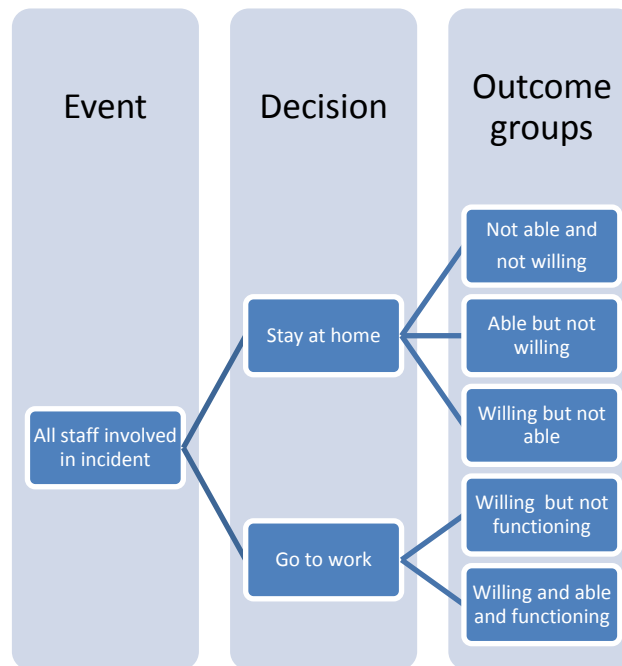 Event
Decision
Outcome
groups
Not able and
not willing
Stay at home
Able but not
willing
All staff involved
in incident
Willing but not
able
Willing  but not
functioning
Go to work
Willing and able
and functioning